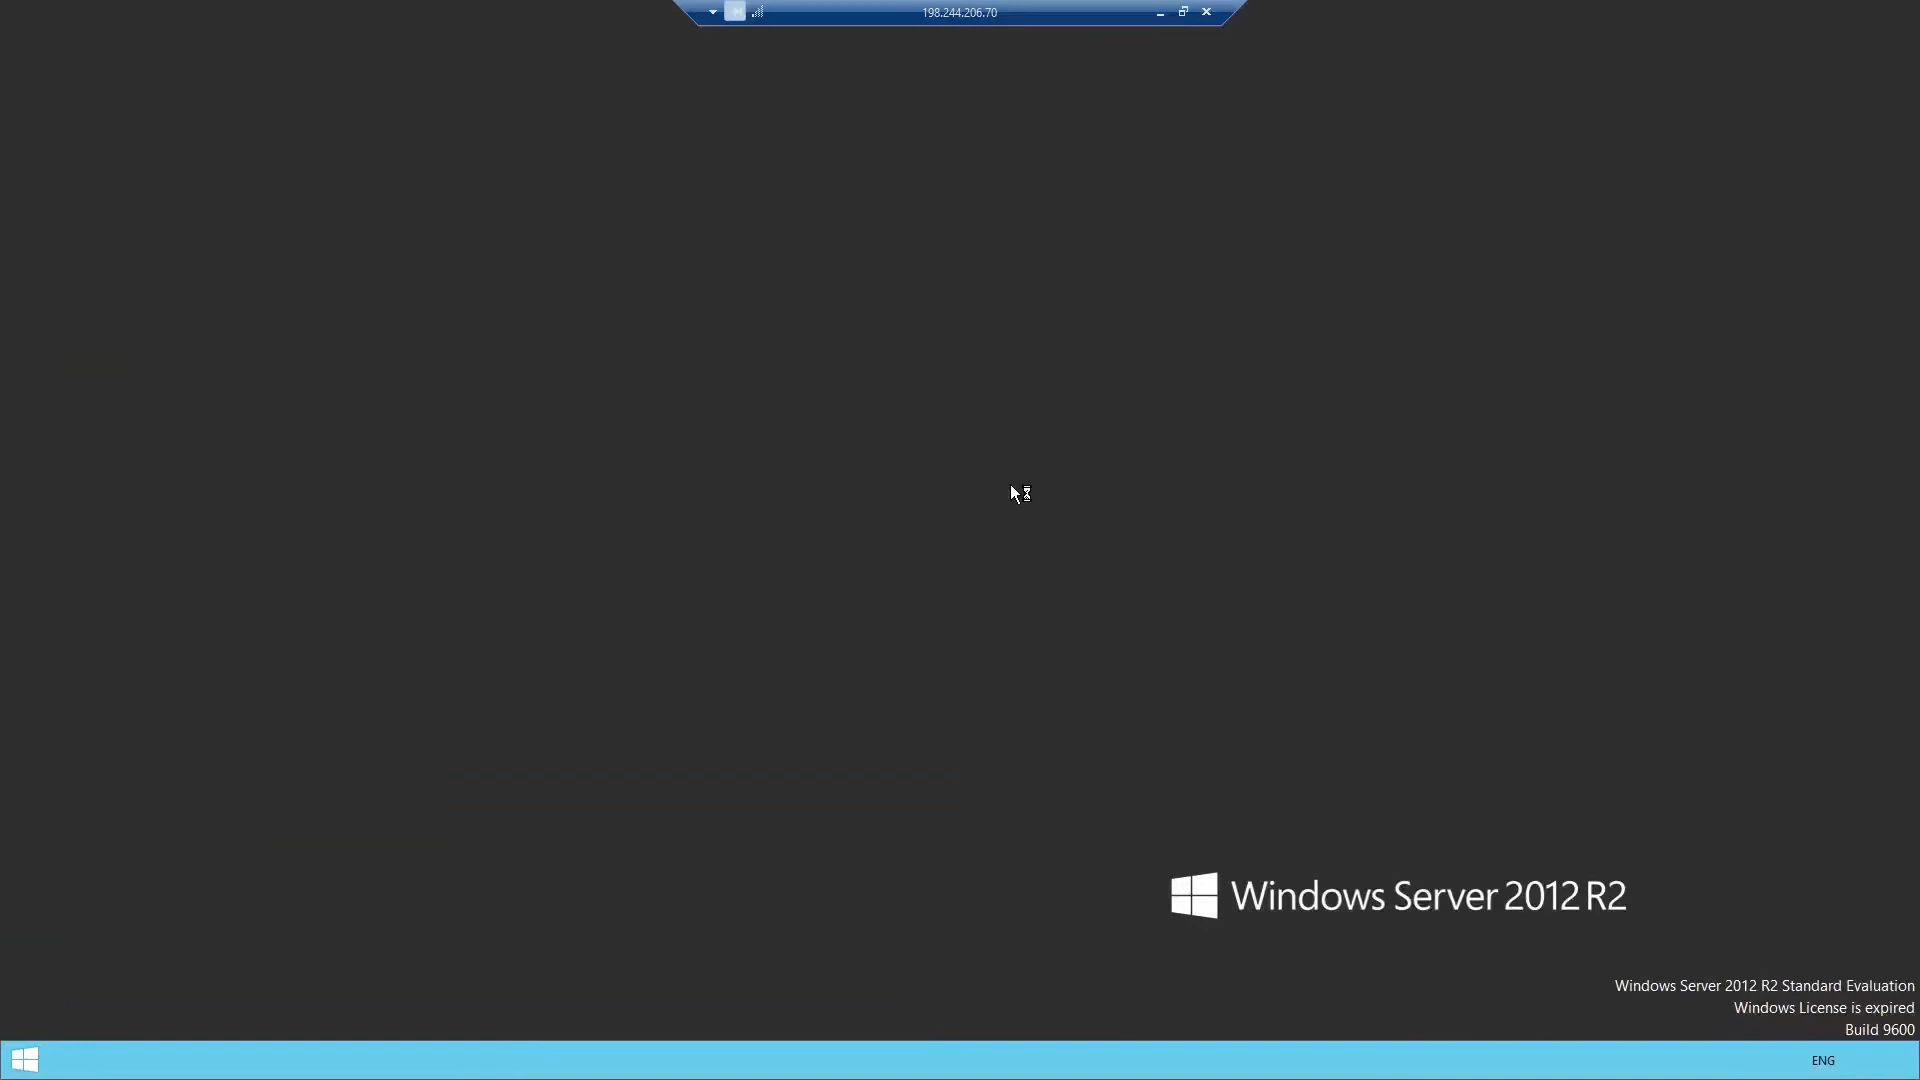 198.244.206.70
Windows Server 2012 R2
Windows Server 2012 R2 Standard Evaluation
Windows License is expired
Build 9600
ENG